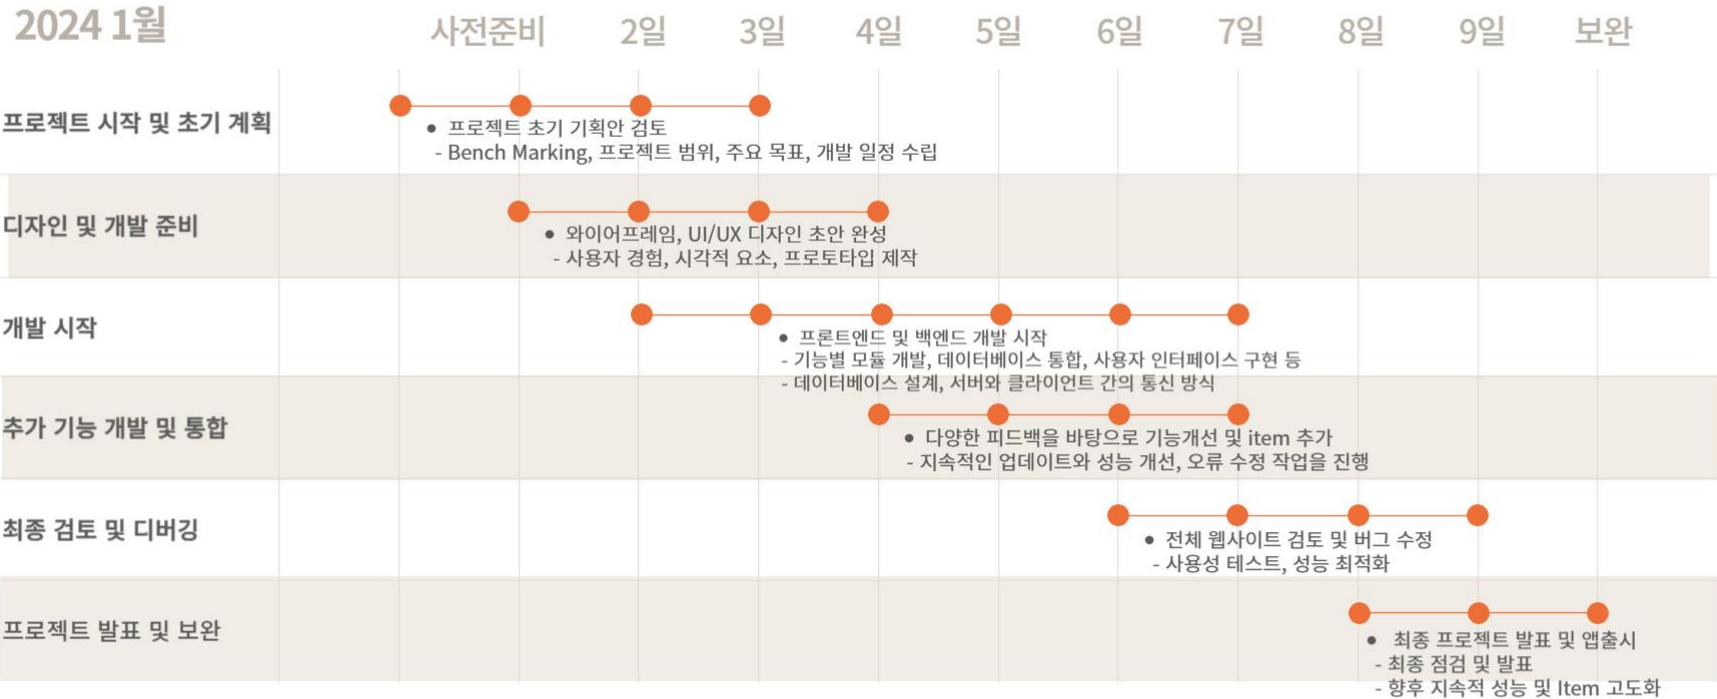 2024 1월
사전준비 2일 3일 4일 5일 6일 7일 8일 9일 보완
프로젝트 시작 및 초기 계획
● 프로젝트 초기 기획안 검토
- Bench Marking, 프로젝트 범위, 주요 목표, 개발 일정 수립
디자인 및 개발 준비
● 와이어프레임, UI/UX 디자인 초안 완성
- 사용자 경험, 시각적 요소, 프로토타입 제작
개발 시작
● 프론트엔드 및 백엔드 개발 시작
- 기능별 모듈 개발, 데이터베이스 통합, 사용자 인터페이스 구현 등
- 데이터베이스 설계, 서버와 클라이언트 간의 통신 방식
추가 기능 개발 및 통합
● 다양한 피드백을 바탕으로 기능개선 및 item 추가
- 지속적인 업데이트와 성능 개선, 오류 수정 작업을 진행
최종 검토 및 디버깅
● 전체 웹사이트 검토 및 버그 수정
- 사용성 테스트, 성능 최적화
프로젝트 발표 및 보완
● 최종 프로젝트 발표 및 앱출시
- 최종 점검 및 발표
- 향후 지속적 성능 및 Item 고도화